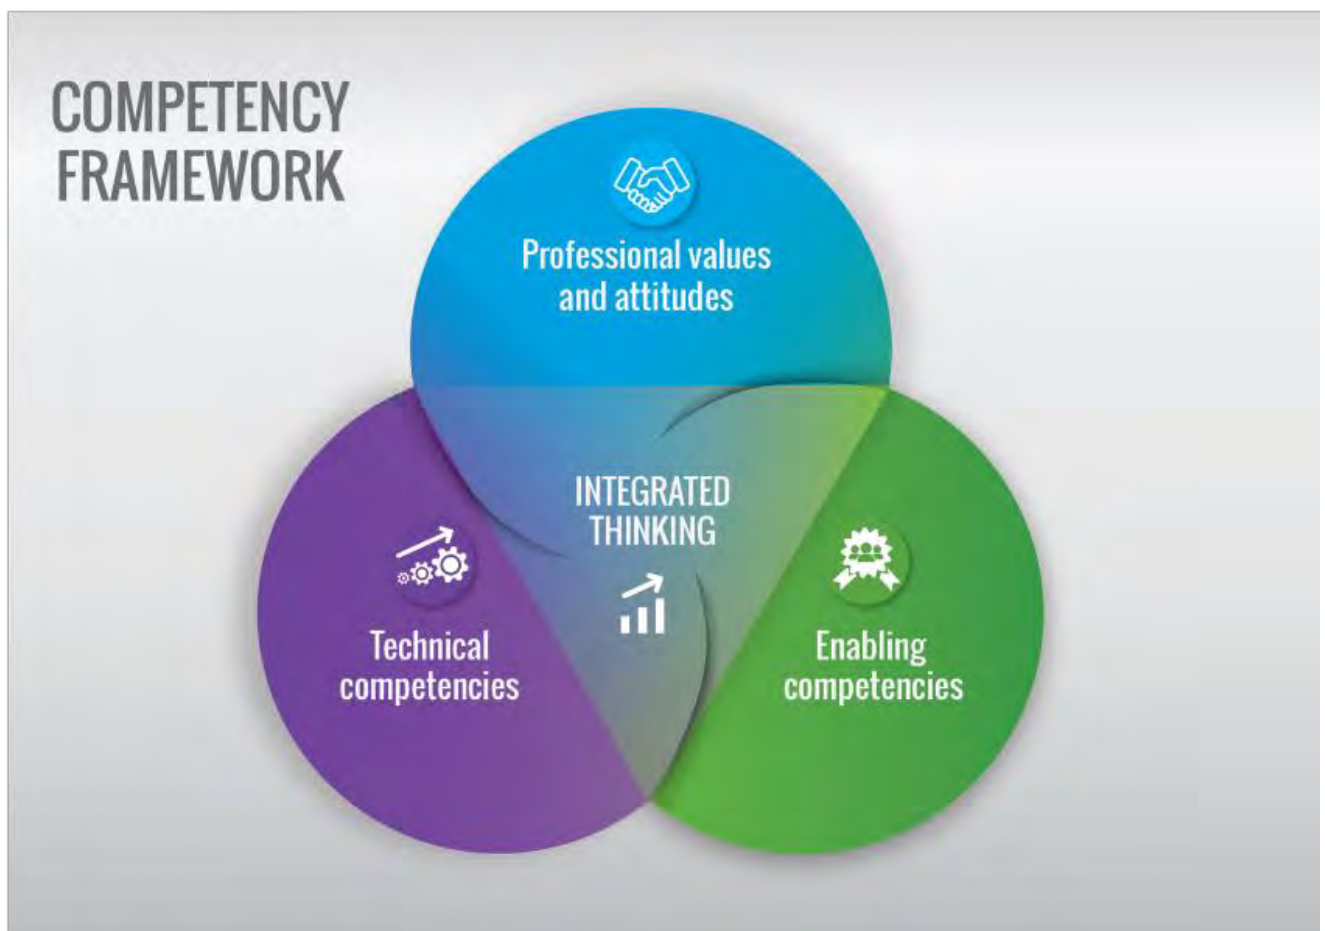 COMPETENCY
FRAMEWORK
Professional values
and attitudes
INTEGRATED
THINKING
Technical
competencies
Enabling
competencies